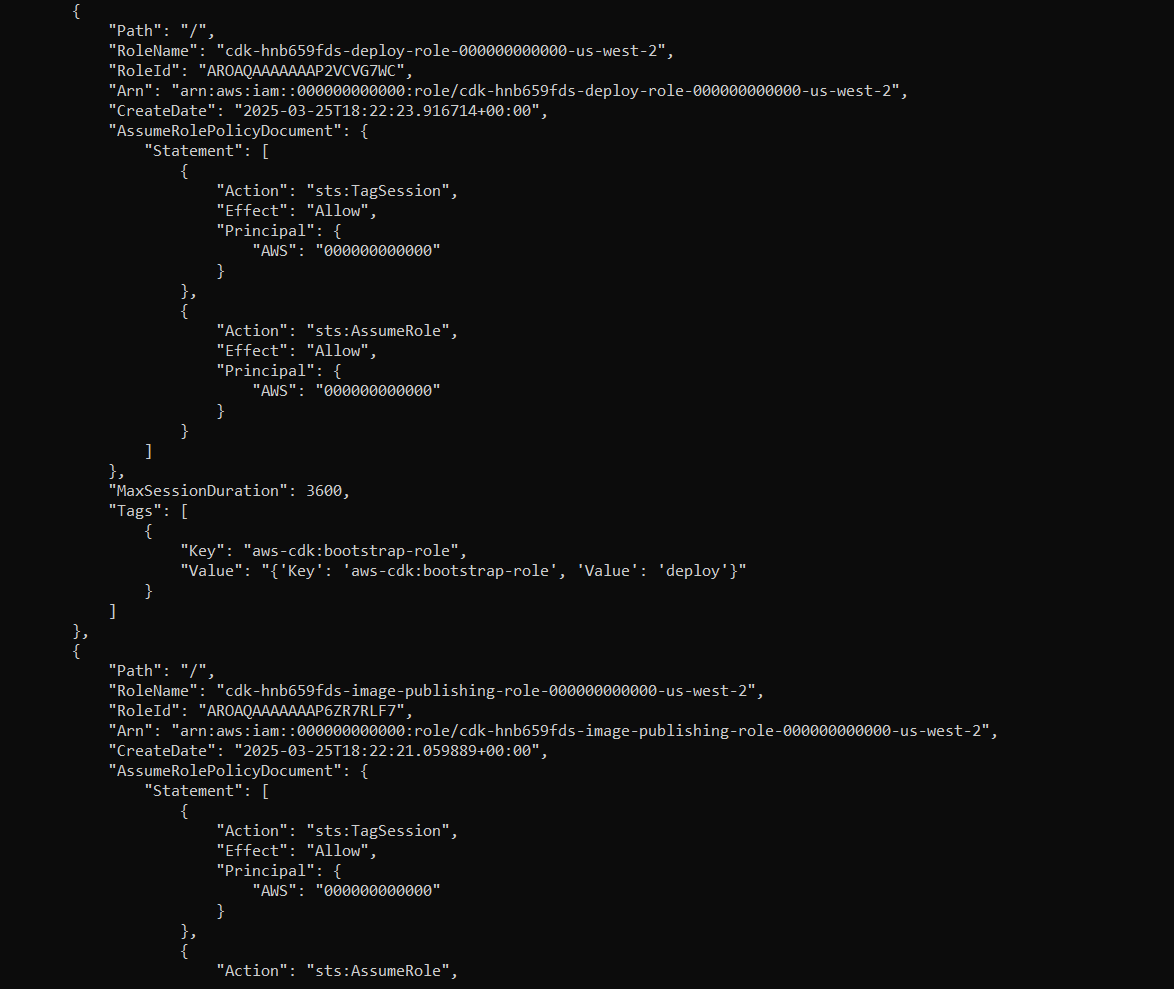 {
"Path": "/",
"RoleName": "cdk-hnb659fds-deploy-role-000000000000-us-west-2",
"RoleId": "AROAQAAAAAAAP2VCVG7WC",
"Arn": "arn:aws:iam::000000000000:role/cdk-hnb659fds-deploy-role-000000000000-us-west-2",
"CreateDate": "2025-03-25T18:22:23.916714+00:00",
"AssumeRolePolicyDocument": {
"Statement": [
{
"Action": "sts:TagSession",
"Effect": "Allow",
"Principal": {
"AWS": "000000000000"
}
},
{
"Action": "sts:AssumeRole",
"Effect": "Allow",
"Principal": {
"AWS": "000000000000"
}
}
]
},
"MaxSessionDuration": 3600,
"Tags": [
{
"Key": "aws-cdk:bootstrap-role",
"Value": "{'Key': 'aws-cdk:bootstrap-role', 'Value': 'deploy'}"
}
]
},
{
"Path": "/",
"RoleName": "cdk-hnb659fds-image-publishing-role-000000000000-us-west-2",
"RoleId": "AROAQAAAAAAAP6ZR7RLF7",
"Arn": "arn:aws:iam::000000000000:role/cdk-hnb659fds-image-publishing-role-000000000000-us-west-2",
"CreateDate": "2025-03-25T18:22:21.059889+00:00",
"AssumeRolePolicyDocument": {
"Statement": [
{
"Action": "sts:TagSession",
"Effect": "Allow",
"Principal": {
"AWS": "000000000000"
}
},
{
"Action": "sts:AssumeRole",